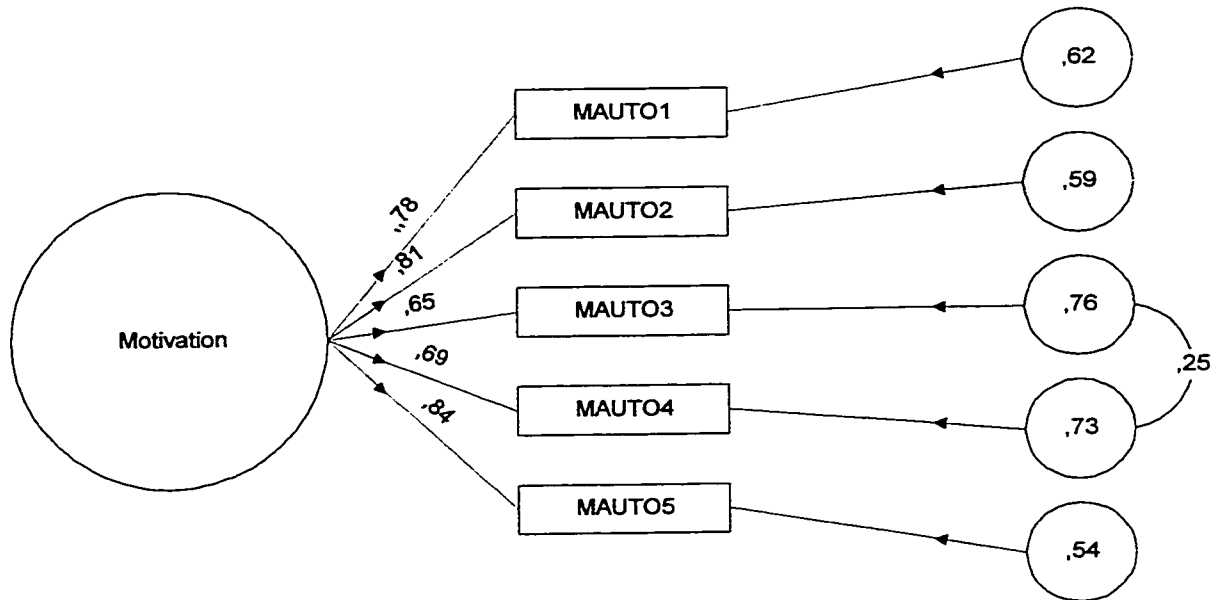 Motivation
,,78
,81
,65
,69
,84
MAUTO1
MAUTO2
MAUTO3
MAUTO4
MAUTO5
,62
,59
,76
,73
,54
,25